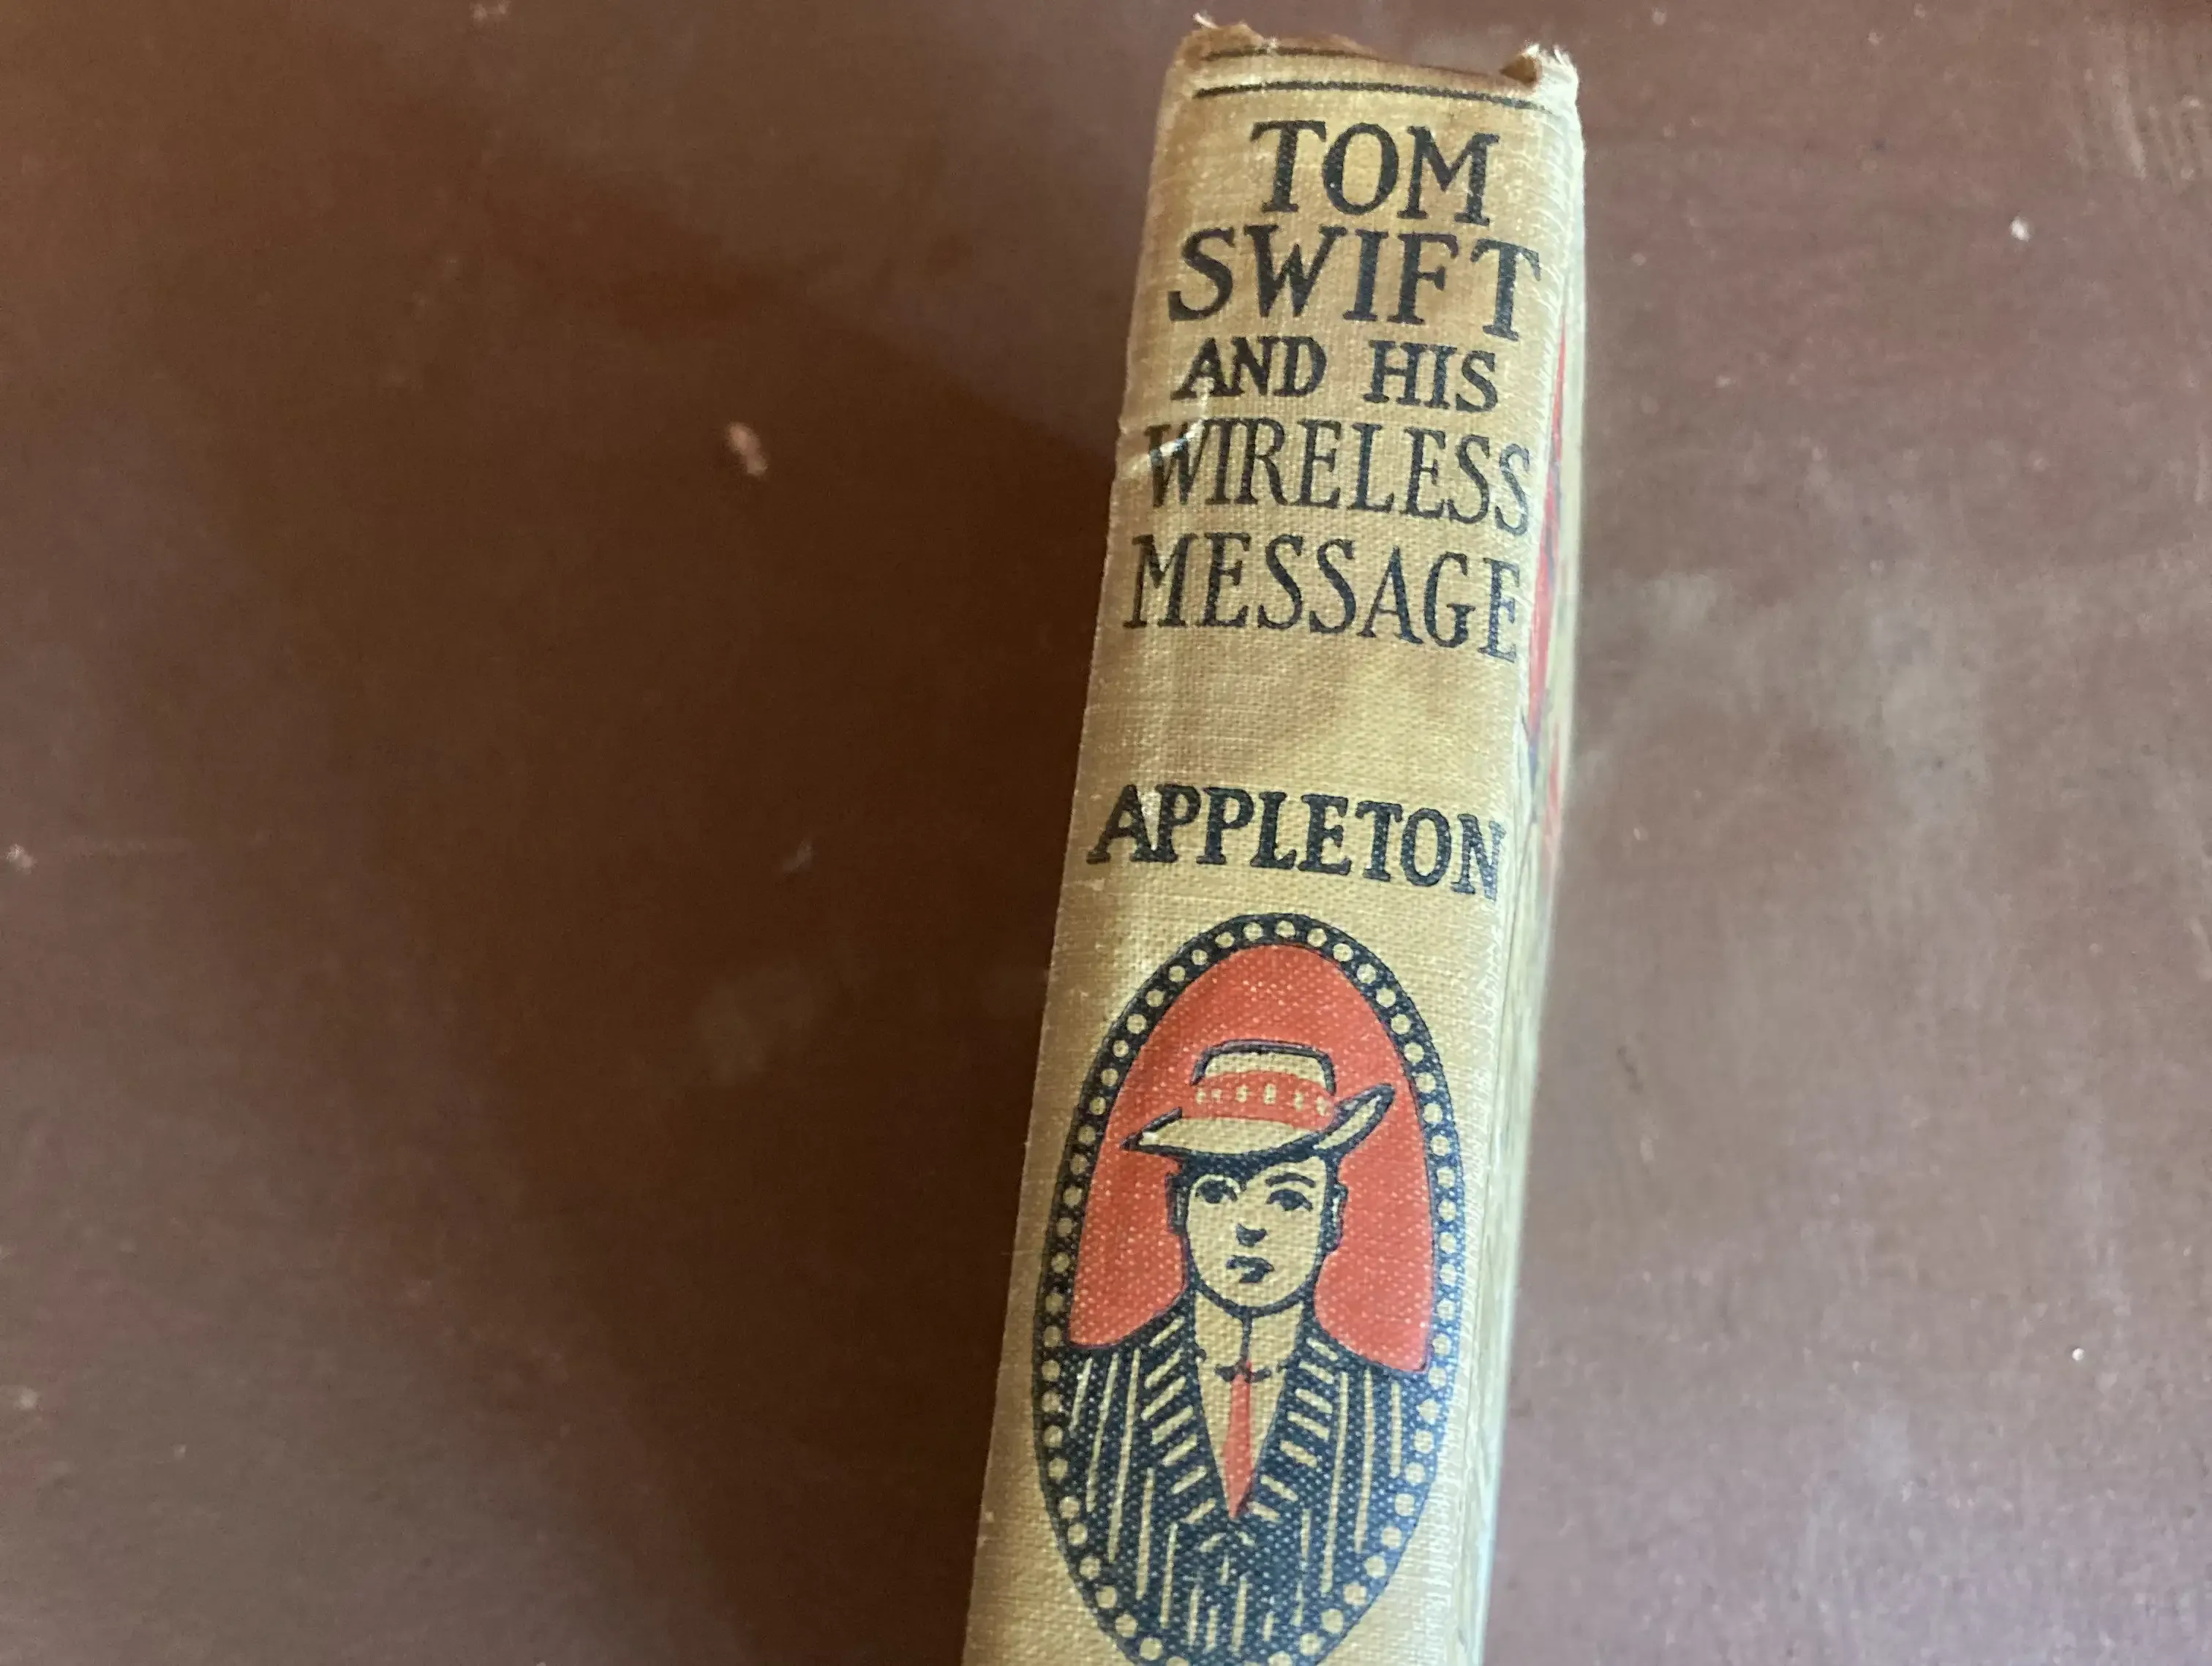 TOM
SWIFT
AND HIS
WIRELESS
MESSAGE
APPLETON